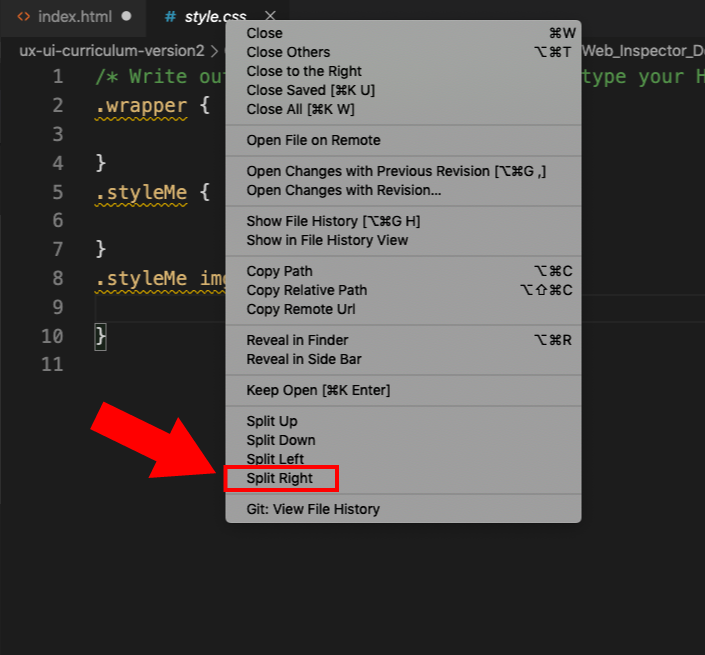 <> index.html ● # style.css ×
ux-ui-curriculum-version2 > Web_Inspector_D
1 /* Write ou type your H
2 .wrapper {
3
4 }
5 .styleMe {
6
7 }
8 .styleMe im
9
10 }
11
Close ⌘W
Close Others ⌥⌘T
Close to the Right
Close Saved [⌘K U]
Close All [⌘K W]
Open File on Remote
Open Changes with Previous Revision [⌥⌘G ,]
Open Changes with Revision...
Show File History [⌥⌘G H]
Show in File History View
Copy Path ⌥⌘C
Copy Relative Path ⌥⇧⌘C
Copy Remote Url
Reveal in Finder ⌥⌘R
Reveal in Side Bar
Keep Open [⌘K Enter]
Split Up
Split Down
Split Left
Split Right
Git: View File History